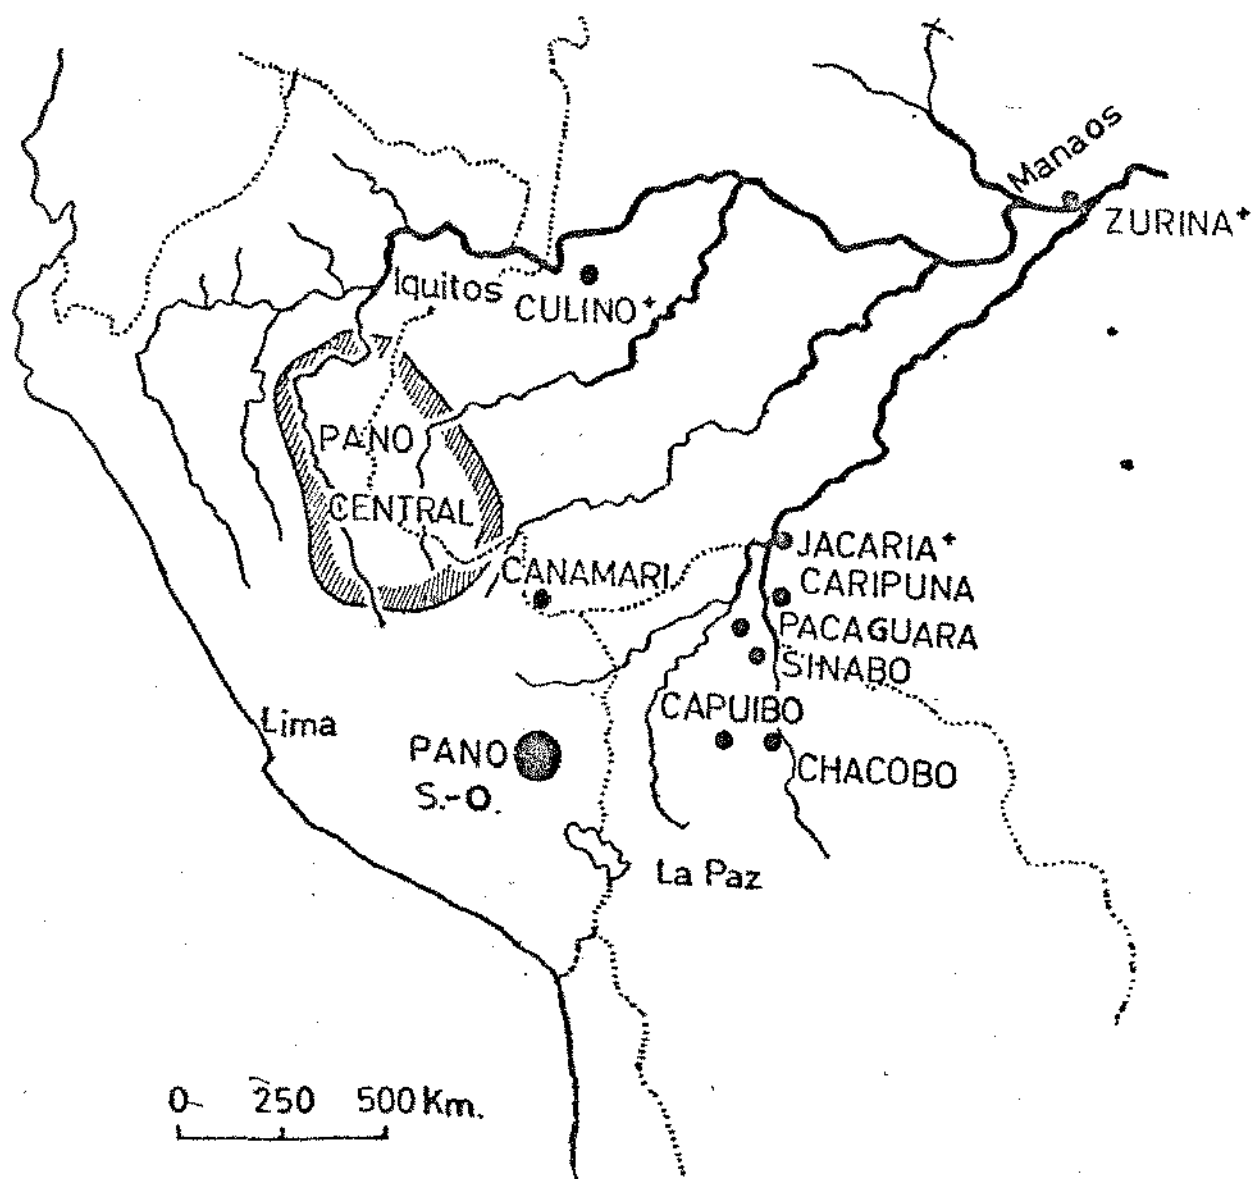 Manaos
ZURINA+
Iquitos
CULINO+
PANO
CENTRAL
JACARIA+
CANAMARI
CARIPUNA
PACAGUARA
SINABO
CAPUIBO
Lima
PANO
S.-O.
CHACOBO
La Paz
0 250 500 Km.